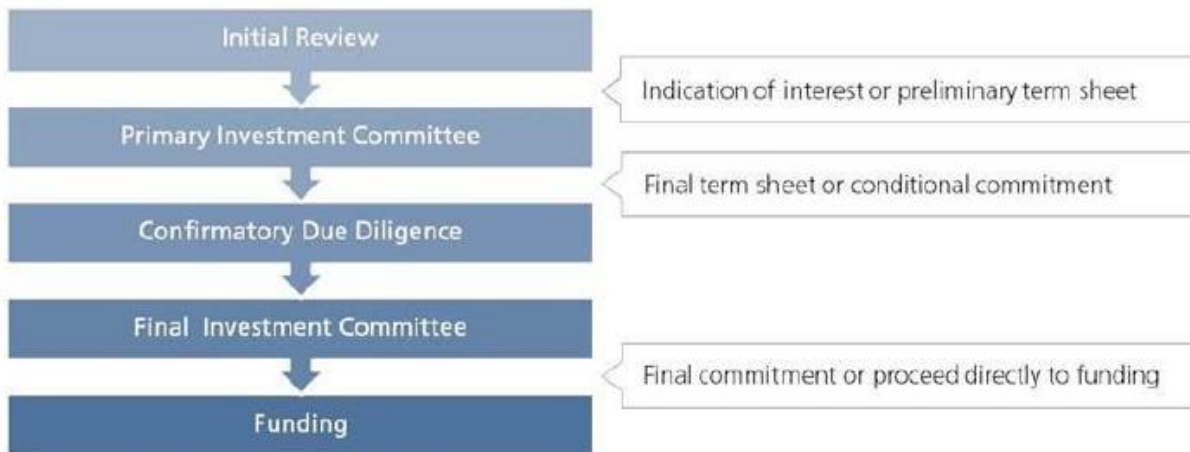 Initial Review
Indication of interest or preliminary term sheet
Primary Investment Committee
Final term sheet or conditional commitment
Confirmatory Due Diligence
Final Investment Committee
Final commitment or proceed directly to funding
Funding